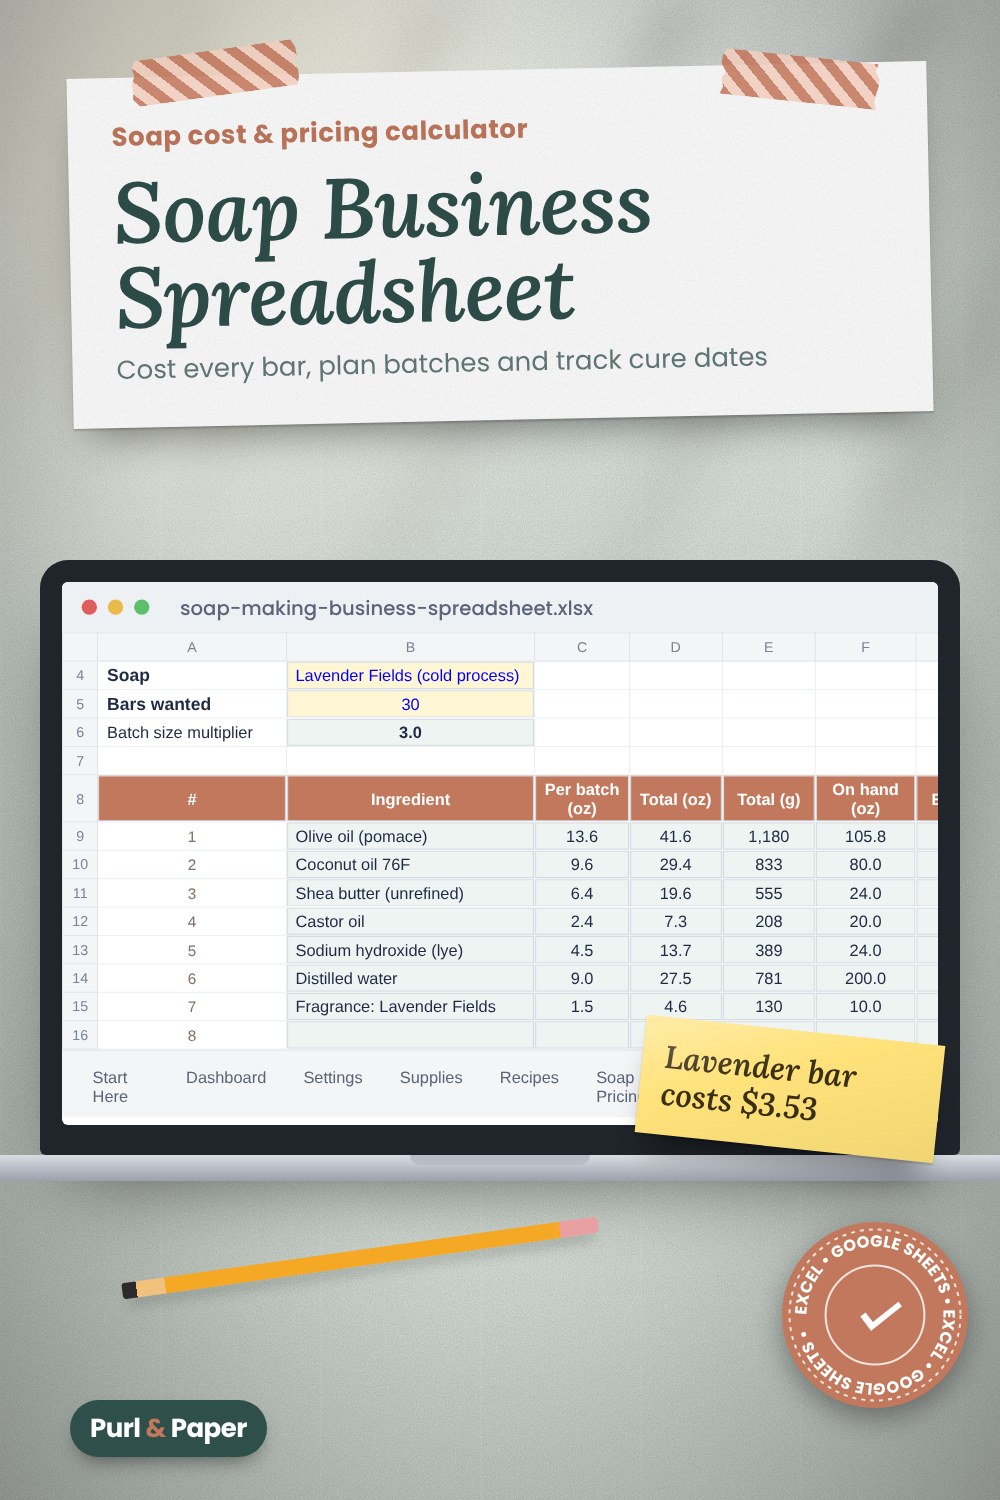 Soap cost & pricing calculator
Soap Business
Spreadsheet
Cost every bar, plan batches and track cure dates
soap-making-business-spreadsheet.xlsx
A B C D E F
4 Soap Lavender Fields (cold process)
5 Bars wanted 30
6 Batch size multiplier 3.0
7
8 # Ingredient Per batch (oz) Total (oz) Total (g) On hand (oz)
9 1 Olive oil (pomace) 13.6 41.6 1,180 105.8
10 2 Coconut oil 76F 9.6 29.4 833 80.0
11 3 Shea butter (unrefined) 6.4 19.6 555 24.0
12 4 Castor oil 2.4 7.3 208 20.0
13 5 Sodium hydroxide (lye) 4.5 13.7 389 24.0
14 6 Distilled water 9.0 27.5 781 200.0
15 7 Fragrance: Lavender Fields 1.5 4.6 130 10.0
16 8
Start Here Dashboard Settings Supplies Recipes Soap
Lavender bar
costs $3.53
EXCEL • GOOGLE SHEETS • EXCEL • GOOGLE SHEETS •
Purl & Paper